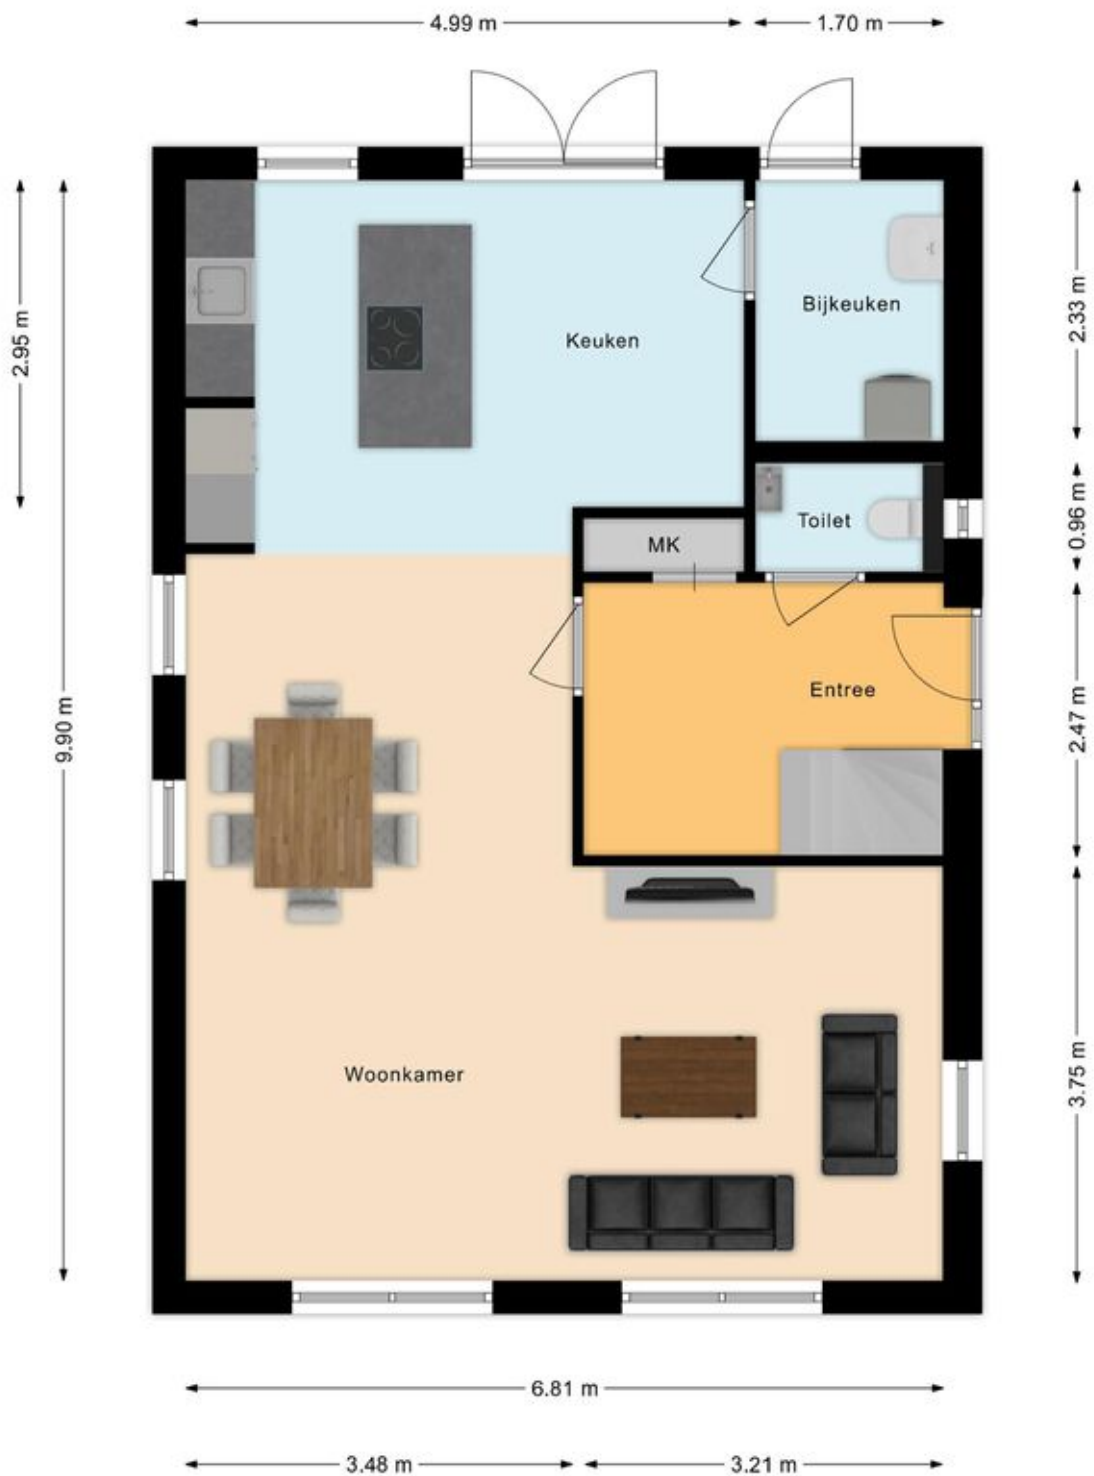 4.99 m
1.70 m
2.95 m
9.90 m
Keuken
Bijkeuken
2.33 m
MK
Toilet
0.96 m
Entree
2.47 m
Woonkamer
3.75 m
6.81 m
3.48 m
3.21 m